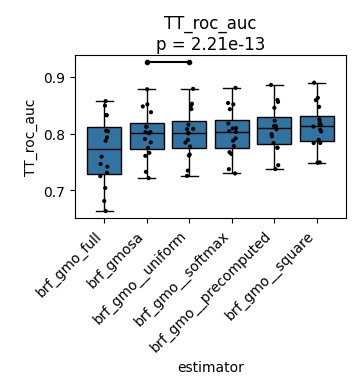 TT_roc_auc
p = 2.21e-13
TT_roc_auc
0.9
0.8
0.7
brf_gmo_full
brf_gmosa
brf_gmo__uniform
brf_gmo__softmax
brf_gmo__precomputed
brf_gmo__square
estimator